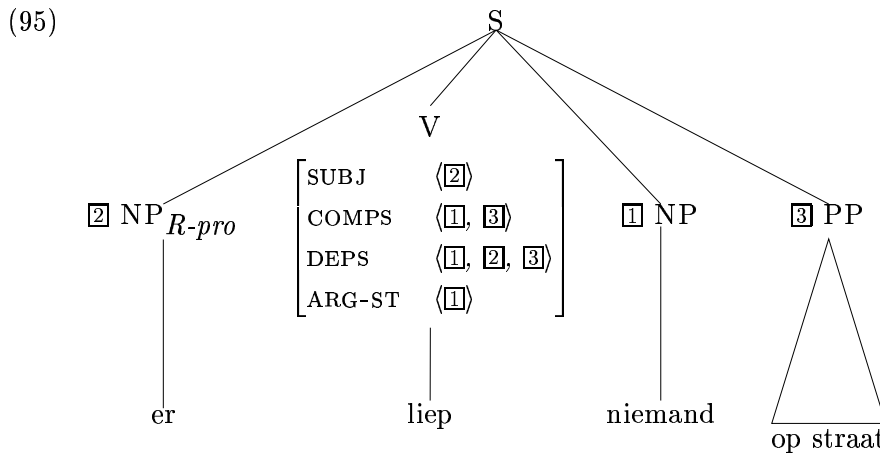 (95)
S
V
[2] NP R-pro
SUBJ ⟨[2]⟩
COMPS ⟨[1], [3]⟩
DEPS ⟨[1], [2], [3]⟩
ARG-ST ⟨[1]⟩
[1] NP
[3] PP
er liep niemand op straat